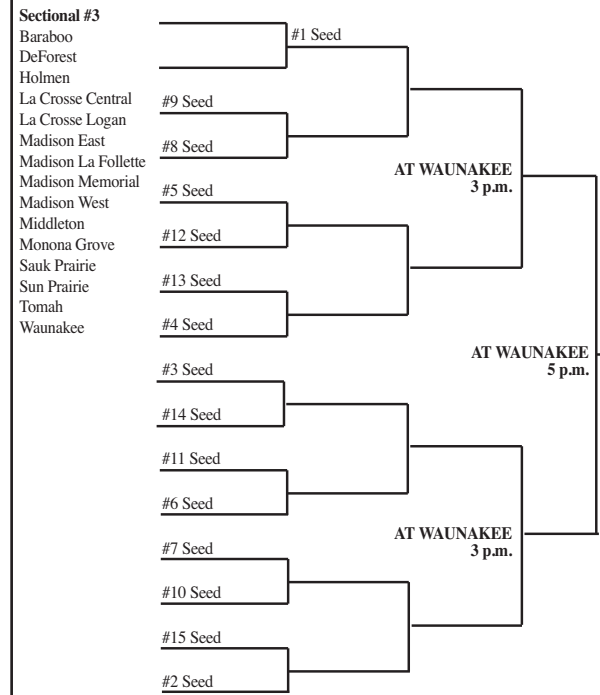 Sectional #3
Baraboo
DeForest
Holmen
La Crosse Central
La Crosse Logan
Madison East
Madison La Follette
Madison Memorial
Madison West
Middleton
Monona Grove
Sauk Prairie
Sun Prairie
Tomah
Waunakee
#1 Seed
#9 Seed
#8 Seed
#5 Seed
#12 Seed
#13 Seed
#4 Seed
#3 Seed
#14 Seed
#11 Seed
#6 Seed
#7 Seed
#10 Seed
#15 Seed
#2 Seed
AT WAUNAKEE
3 p.m.
AT WAUNAKEE
3 p.m.
AT WAUNAKEE
5 p.m.